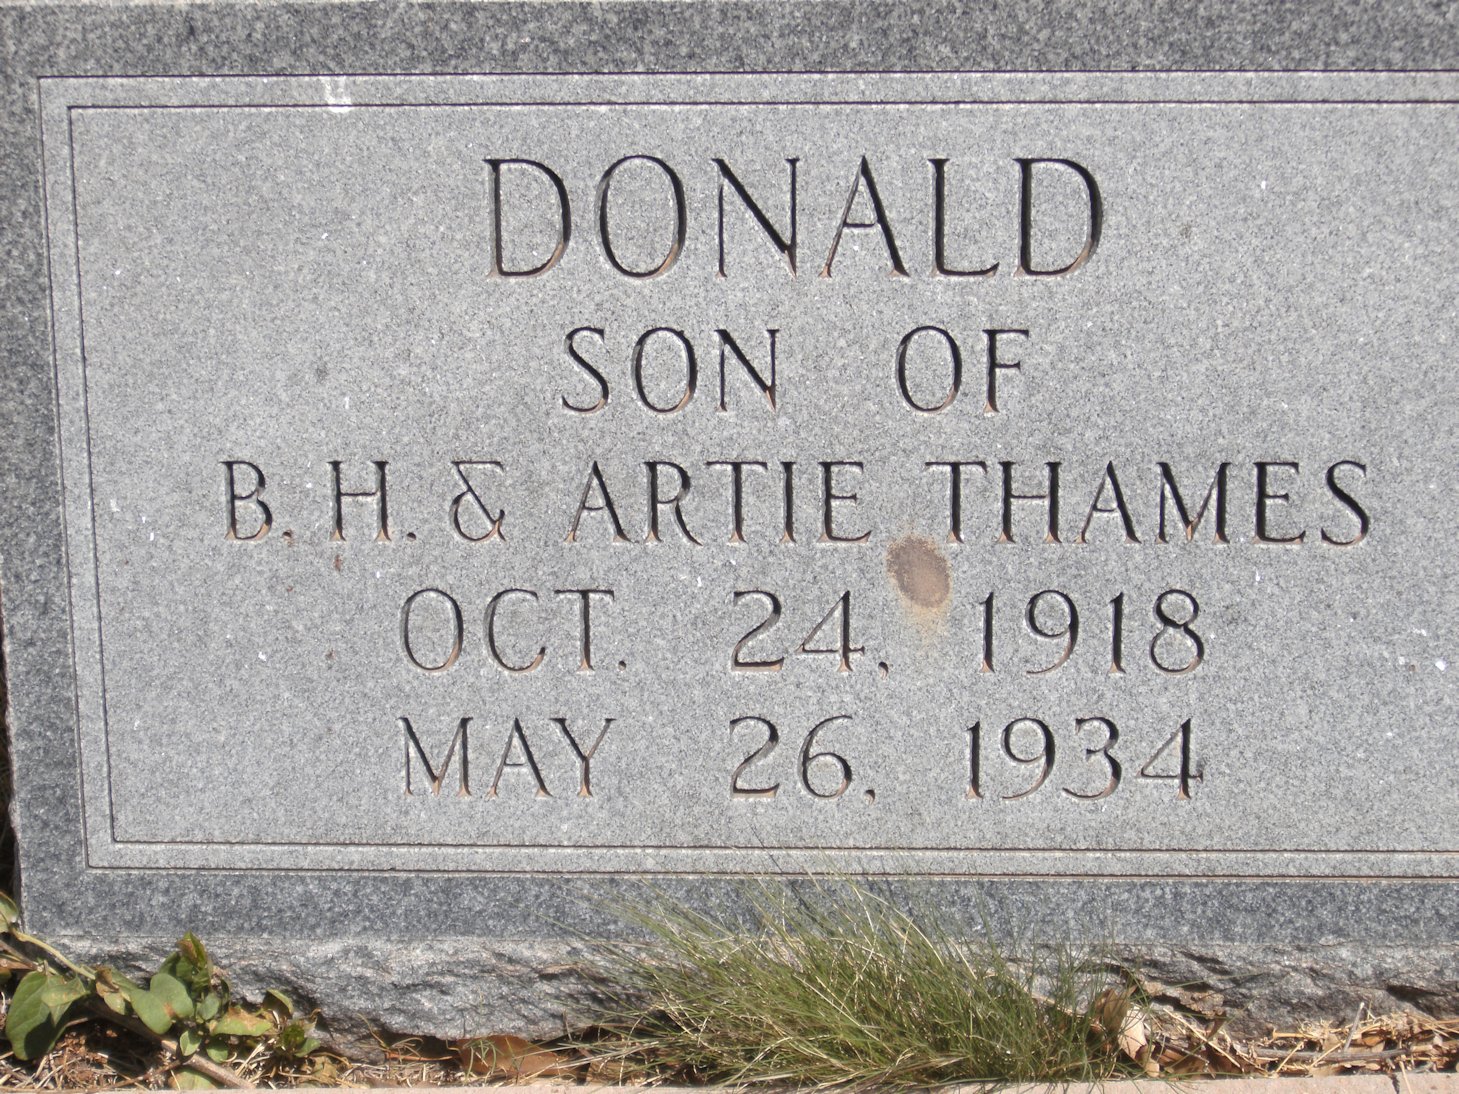 DONALD
SON OF
B. H. & ARTIE THAMES
OCT. 24, 1918
MAY 26, 1934